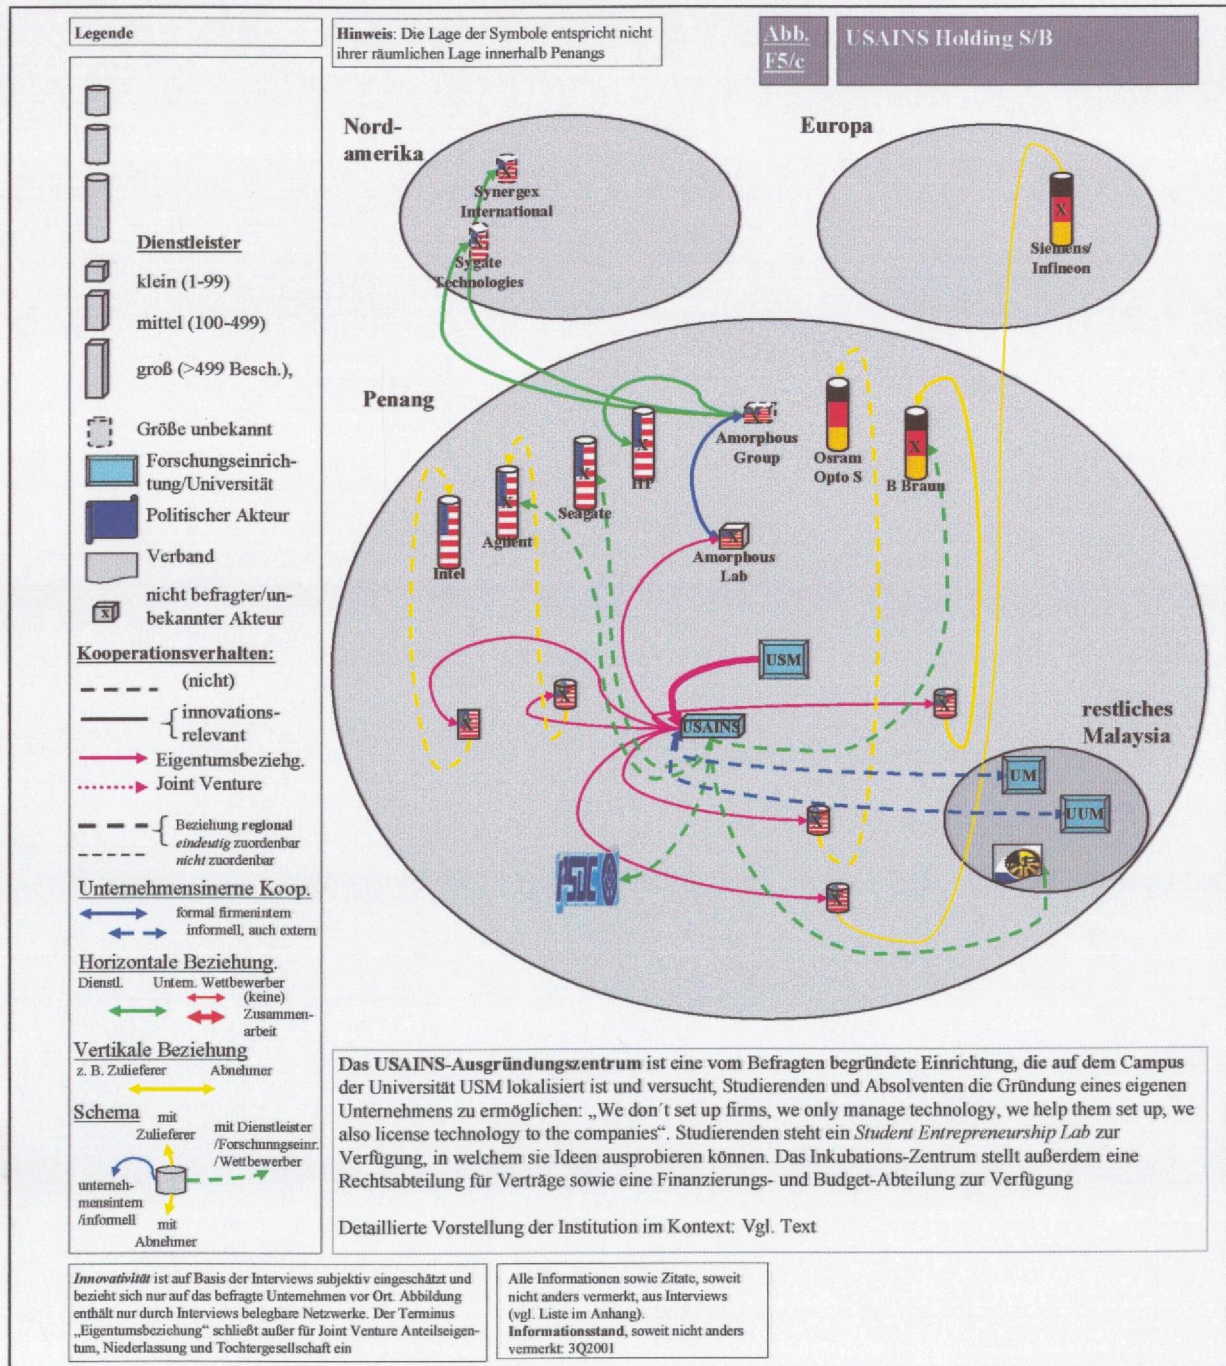 Legende
Hinweis: Die Lage der Symbole entspricht nicht
ihrer räumlichen Lage innerhalb Penangs
Abb.
F5/c
USAINS Holding S/B
Dienstleister
klein (1-99)
mittel (100-499)
groß (>499 Besch.),
Größe unbekannt
Forschungseinrich-
tung/Universität
Politischer Akteur
Verband
x
nicht befragter/un-
bekannter Akteur
Kooperationsverhalten:
(nicht)
innovations-
relevant
Eigentumsbeziehg.
Joint Venture
Beziehung regional
eindeutig zuordenbar
nicht zuordenbar
Unternehmensinerne Koop.
formal firmenintern
informell, auch extern
Horizontale Beziehung.
Dienstl. Untern. Wettbewerber
(keine)
Zusammen-
arbeit
Vertikale Beziehung
z. B. Zulieferer Abnehmer
Schema
mit
Zulieferer
mit Dienstleister
/Forschunngseinr.
/Wettbewerber
unterneh-
mensintern
/informell
mit
Abnehmer
Nord-
amerika
X
Synergex
International
X
Sygate
Technologies
Europa
X
Siemens/
Infineon
Penang
X
Intel
X
Agilent
X
Seagate
X
HP
X
Amorphous
Group
Osram
Opto S
X
B Braun
X
Amorphous
Lab
USM
USAINS
X
X
X
X
X
PSDC
restliches
Malaysia
UM
UUM
Das USAINS-Ausgründungszentrum ist eine vom Befragten begründete Einrichtung, die auf dem Campus
der Universität USM lokalisiert ist und versucht, Studierenden und Absolventen die Gründung eines eigenen
Unternehmens zu ermöglichen: „We don´t set up firms, we only manage technology, we help them set up, we
also license technology to the companies“. Studierenden steht ein Student Entrepreneurship Lab zur
Verfügung, in welchem sie Ideen ausprobieren können. Das Inkubations-Zentrum stellt außerdem eine
Rechtsabteilung für Verträge sowie eine Finanzierungs- und Budget-Abteilung zur Verfügung
Detaillierte Vorstellung der Institution im Kontext: Vgl. Text
Innovativität ist auf Basis der Interviews subjektiv eingeschätzt und
bezieht sich nur auf das befragte Unternehmen vor Ort. Abbildung
enthält nur durch Interviews belegbare Netzwerke. Der Terminus
„Eigentumsbeziehung“ schließt außer für Joint Venture Anteilseigen-
tum, Niederlassung und Tochtergesellschaft ein
Alle Informationen sowie Zitate, soweit
nicht anders vermerkt, aus Interviews
(vgl. Liste im Anhang).
Informationsstand, soweit nicht anders
vermerkt: 3Q2001